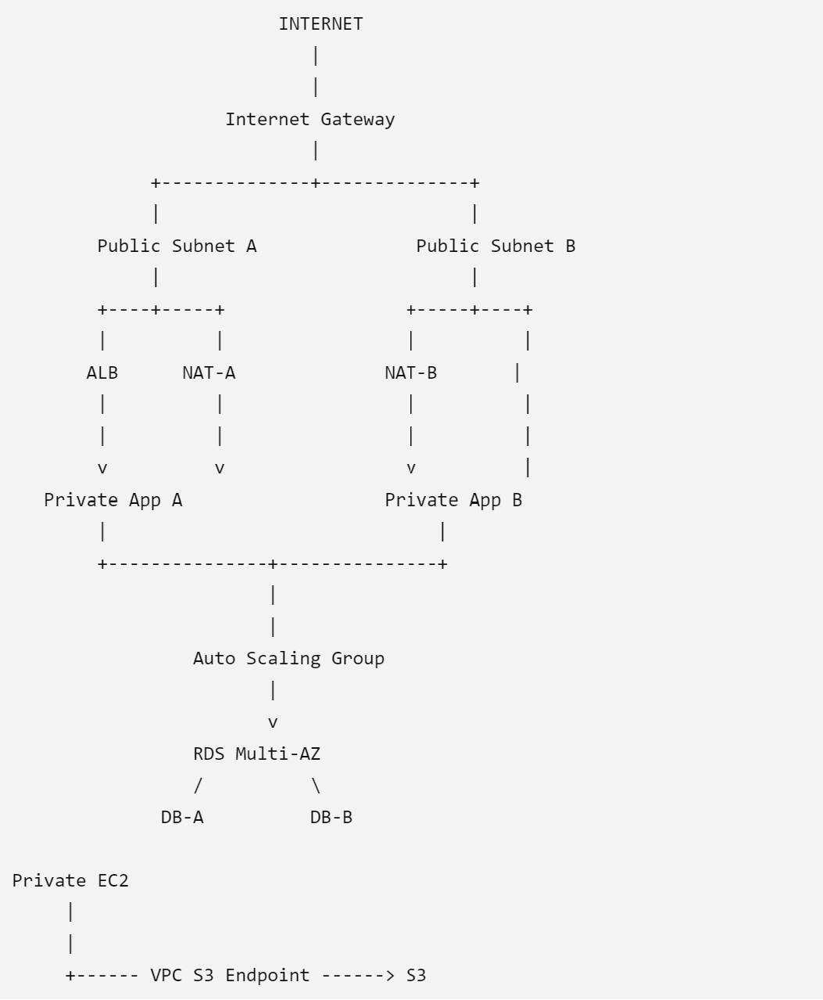 INTERNET
|
|
Internet Gateway
|
+--------------+--------------+
|                             |
Public Subnet A               Public Subnet B
|                             |
+----+-----+                 +-----+----+
|          |                 |          |
ALB      NAT-A              NAT-B       |
|          |                 |          |
|          |                 |          |
v          v                 v          |
Private App A                   Private App B
|                               |
+---------------+---------------+
|
|
Auto Scaling Group
|
v
RDS Multi-AZ
/          \
DB-A          DB-B
Private EC2
|
|
+------ VPC S3 Endpoint ------> S3